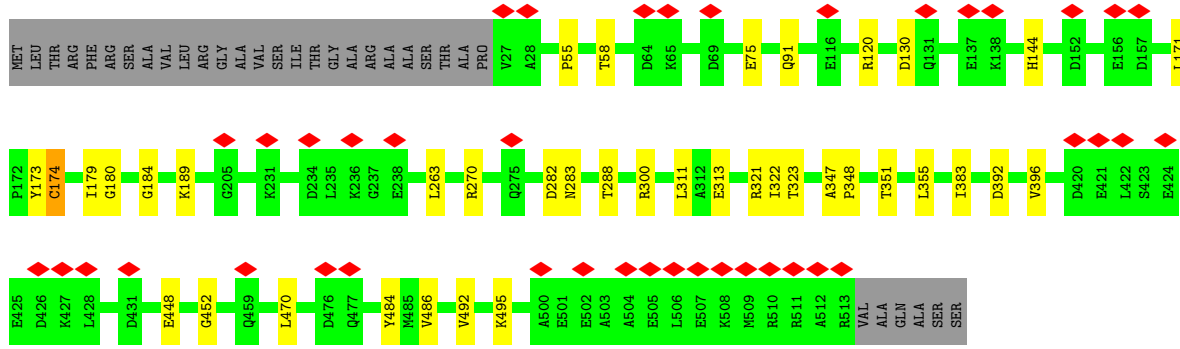 MET LEU THR ARG PHE ARG SER ALA VAL LEU ARG GLY ALA VAL SER ILE THR GLY ALA ARG ALA ALA SER THR ALA PRO V27 A28 P55 T58 D64 K65 D69 E75 Q91 E116 R120 D130 Q131 E137 K138 H144 D152 E156 D157 L171
P172 Y173 C174 I179 G180 G184 K189 G205 K231 D234 L235 K236 G237 E238 L263 R270 Q275 D282 N283 T288 R300 L311 A312 E313 R321 I322 T323 A347 P348 T351 L355 I383 D392 V396 D420 E421 L422 S423 E424
E425 D426 K427 L428 D431 E448 G452 Q459 L470 D476 Q477 Y484 M485 V486 V492 K495 A500 E501 E502 A503 A504 E505 L506 E507 K508 M509 R510 R511 A512 R513 VAL ALA GLN ALA SER SER